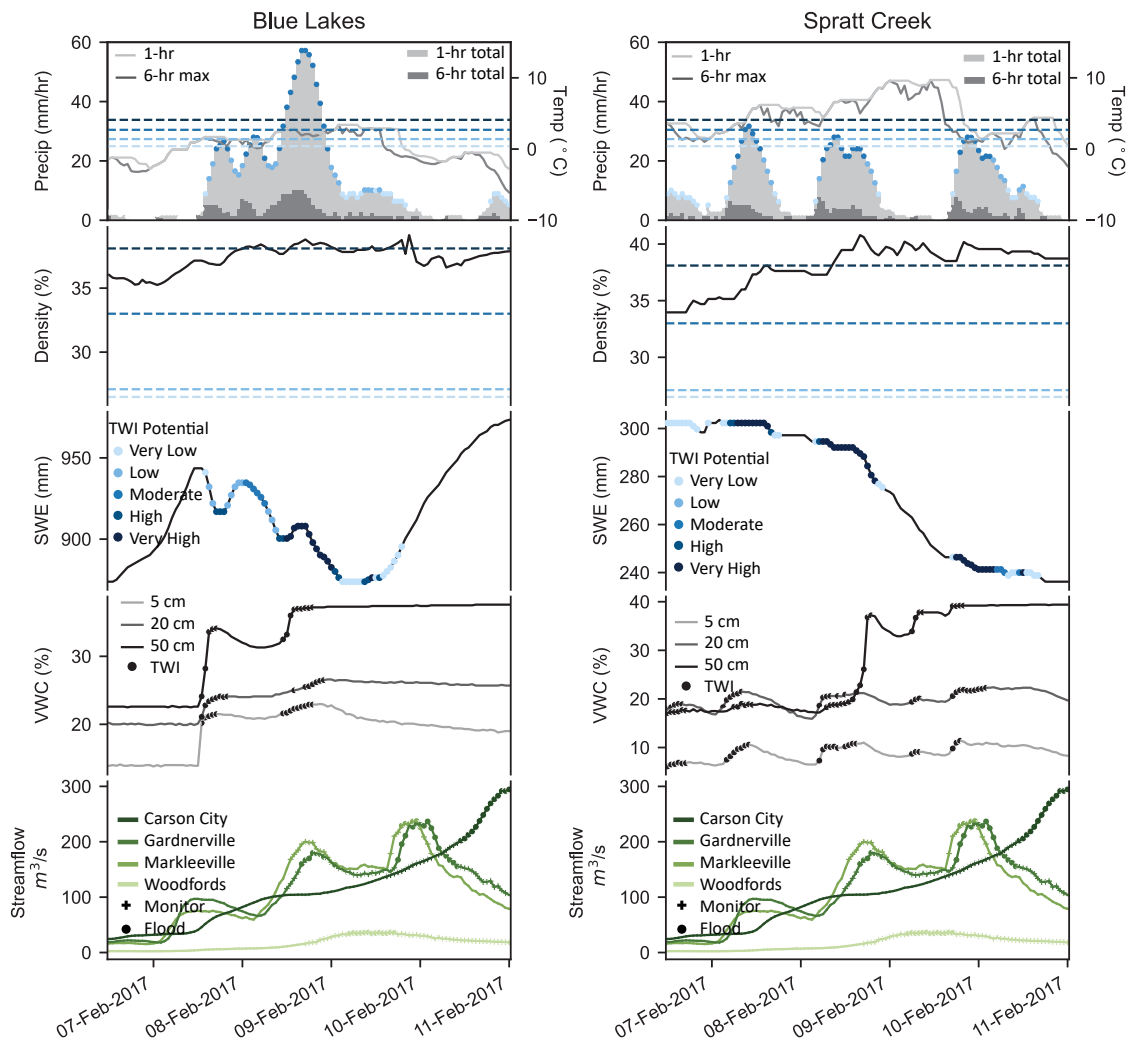 Blue Lakes
Spratt Creek
60
40
20
0
Precip (mm/hr)
1-hr
6-hr max
1-hr total
6-hr total
10
0
−10
Temp (°C)
60
40
20
0
Precip (mm/hr)
1-hr
6-hr max
1-hr total
6-hr total
10
0
−10
Temp (°C)
35
30
Density (%)
40
35
30
Density (%)
950
900
SWE (mm)
TWI Potential
Very Low
Low
Moderate
High
Very High
300
280
260
240
SWE (mm)
TWI Potential
Very Low
Low
Moderate
High
Very High
30
20
VWC (%)
5 cm
20 cm
50 cm
TWI
40
30
20
10
VWC (%)
5 cm
20 cm
50 cm
TWI
300
200
100
0
Streamflow
m³/s
Carson City
Gardnerville
Markleeville
Woodfords
Monitor
Flood
300
200
100
0
Streamflow
m³/s
Carson City
Gardnerville
Markleeville
Woodfords
Monitor
Flood
07-Feb-2017
08-Feb-2017
09-Feb-2017
10-Feb-2017
11-Feb-2017
07-Feb-2017
08-Feb-2017
09-Feb-2017
10-Feb-2017
11-Feb-2017